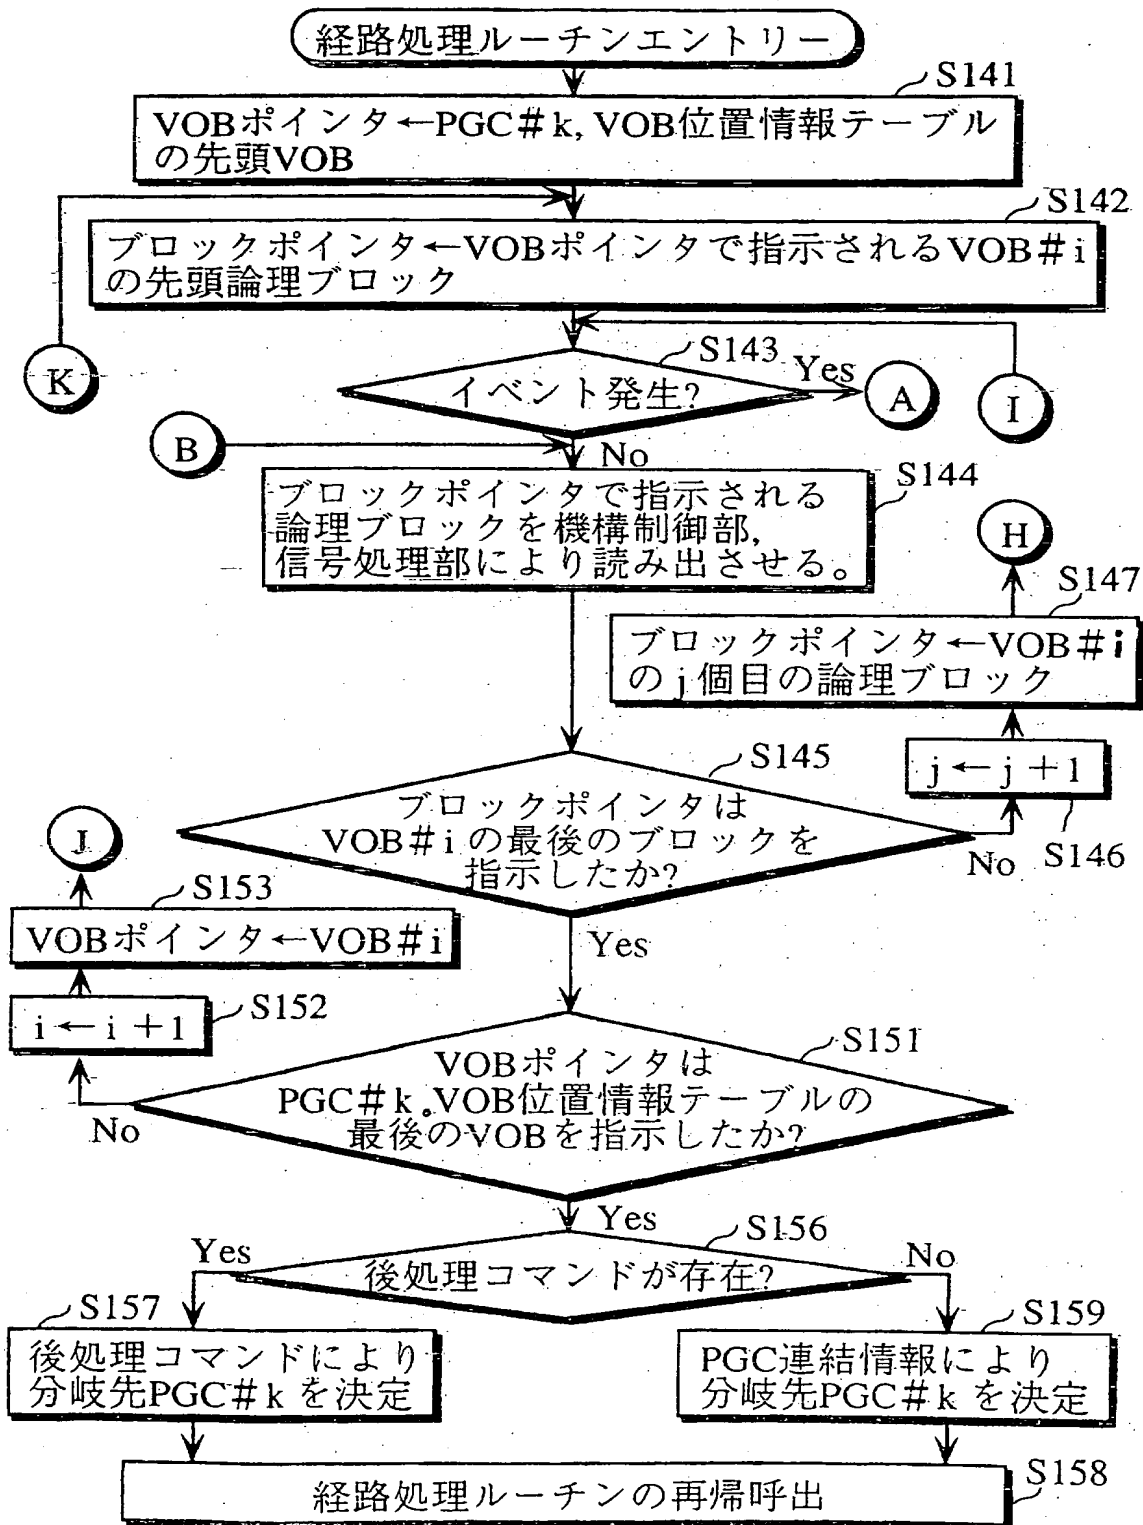 経路処理ルーチンエントリー
S141
VOBポインタ←PGC#k, VOB位置情報テーブル
の先頭VOB
S142
ブロックポインタ←VOBポインタで指示されるVOB#i
の先頭論理ブロック
K
S143
イベント発生?
Yes
A
I
B
No
S144
ブロックポインタで指示される
論理ブロックを機構制御部,
信号処理部により読み出させる。
H
S147
ブロックポインタ←VOB#i
のj個目の論理ブロック
j←j+1
S146
S145
ブロックポインタは
VOB#iの最後のブロックを
指示したか?
No
Yes
J
S153
VOBポインタ←VOB#i
S152
i←i+1
S151
VOBポインタは
PGC#k.VOB位置情報テーブルの
最後のVOBを指示したか?
No
Yes
S156
後処理コマンドが存在?
Yes
No
S157
後処理コマンドにより
分岐先PGC#kを決定
S159
PGC連結情報により
分岐先PGC#kを決定
S158
経路処理ルーチンの再帰呼出